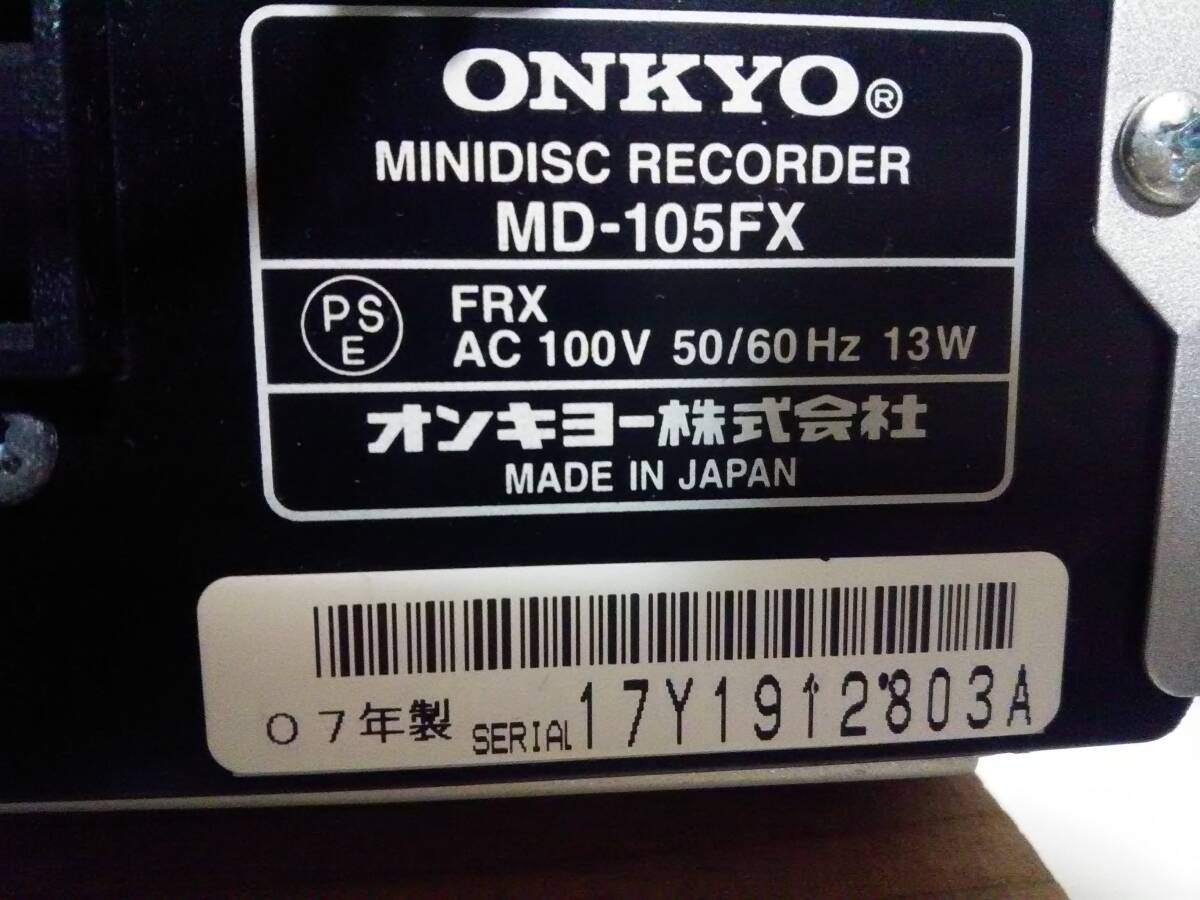 ONKYO®
MINIDISC RECORDER
MD-105FX
PSE
FRX
AC 100V 50/60Hz 13W
オンキヨー株式会社
MADE IN JAPAN
07年製 SERIAL 17Y1912803A